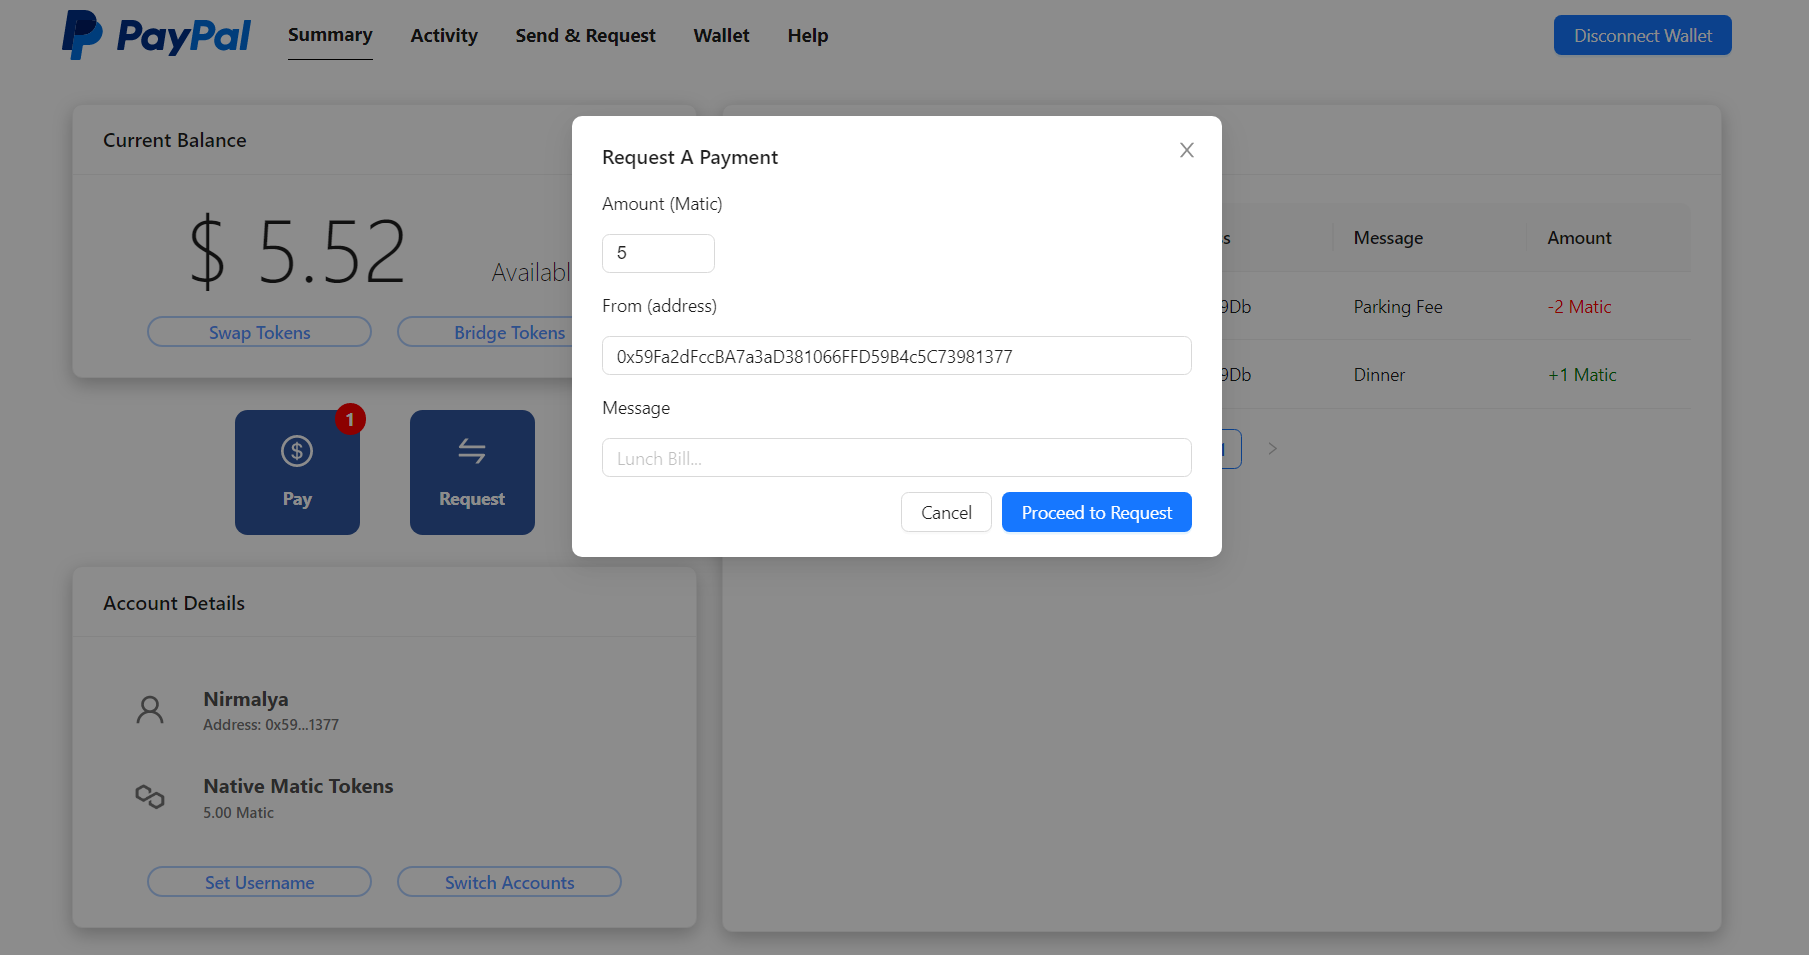 PayPal
Summary
Activity
Send & Request
Wallet
Help
Disconnect Wallet
Current Balance
$ 5.52
Swap Tokens
Bridge Tokens
1
Pay
Request
Account Details
Nirmalya
Address: 0x59...1377
Native Matic Tokens
5.00 Matic
Set Username
Switch Accounts
Request A Payment
Amount (Matic)
5
From (address)
0x59Fa2dFccBA7a3aD381066FFD59B4c5C73981377
Message
Lunch Bill...
Cancel
Proceed to Request
Message
Amount
9Db
Parking Fee
-2 Matic
9Db
Dinner
+1 Matic